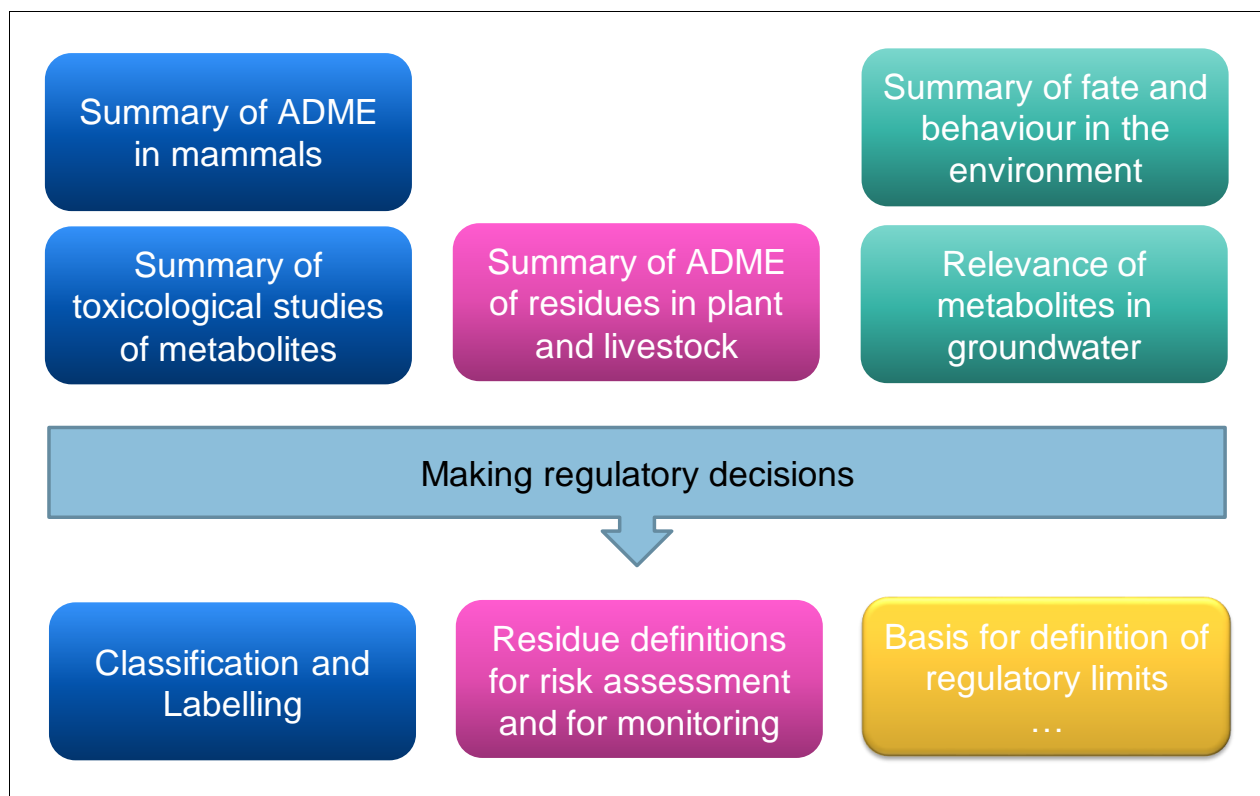 Summary of ADME
in mammals
Summary of fate and
behaviour in the
environment
Summary of
toxicological studies
of metabolites
Summary of ADME
of residues in plant
and livestock
Relevance of
metabolites in
groundwater
Making regulatory decisions
Classification and
Labelling
Residue definitions
for risk assessment
and for monitoring
Basis for definition of
regulatory limits
…